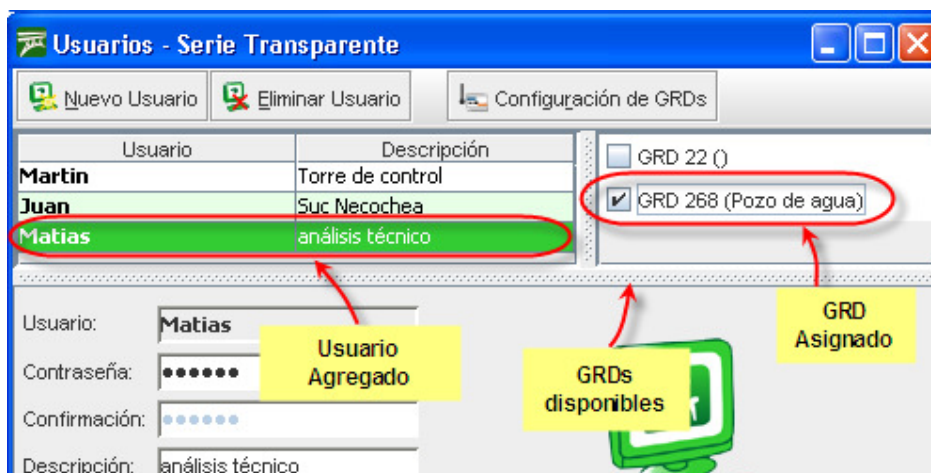 Usuarios - Serie Transparente
Nuevo Usuario Eliminar Usuario Configuración de GRDs
Usuario Descripción
Martin Torre de control
Juan Suc Necochea
Matias análisis técnico
GRD 22 ()
GRD 268 (Pozo de agua)
Usuario: Matias
Contraseña: ••••••
Confirmación: ••••••
Descripción: análisis técnico
Usuario
Agregado
GRDs
disponibles
GRD
Asignado